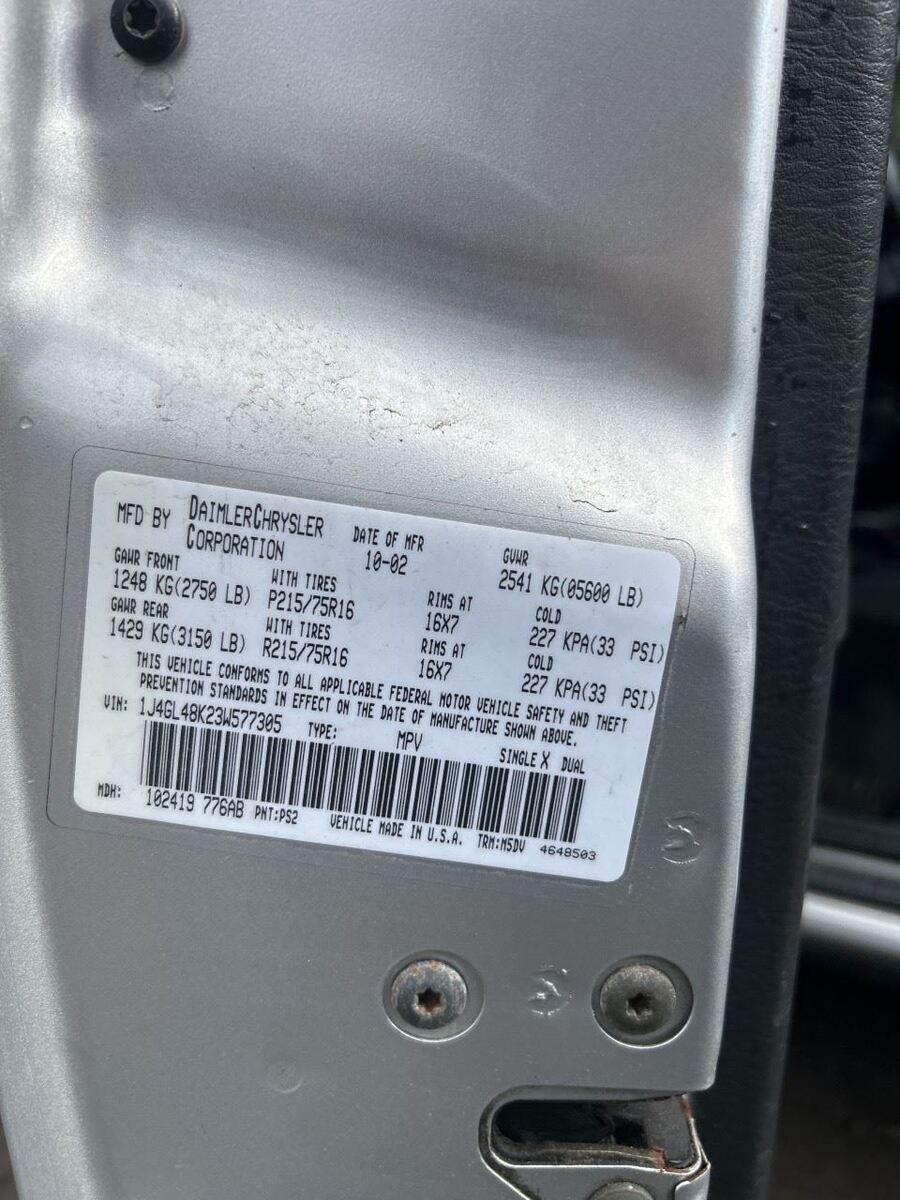 MFD BY DAIMLERCHRYSLER CORPORATION DATE OF MFR 10-02 GVWR 2541 KG(05600 LB)
GAWR FRONT WITH TIRES RIMS AT COLD
1248 KG(2750 LB) P215/75R16 16X7 227 KPA(33 PSI)
GAWR REAR WITH TIRES RIMS AT COLD
1429 KG(3150 LB) R215/75R16 16X7 227 KPA(33 PSI)
THIS VEHICLE CONFORMS TO ALL APPLICABLE FEDERAL MOTOR VEHICLE SAFETY AND THEFT
PREVENTION STANDARDS IN EFFECT ON THE DATE OF MANUFACTURE SHOWN ABOVE.
VIN: 1J4GL48K23W577305 TYPE: MPV SINGLE X DUAL
MDH: 102419 776AB PNT:PS2 VEHICLE MADE IN U.S.A. TRM:M5DV 4648503